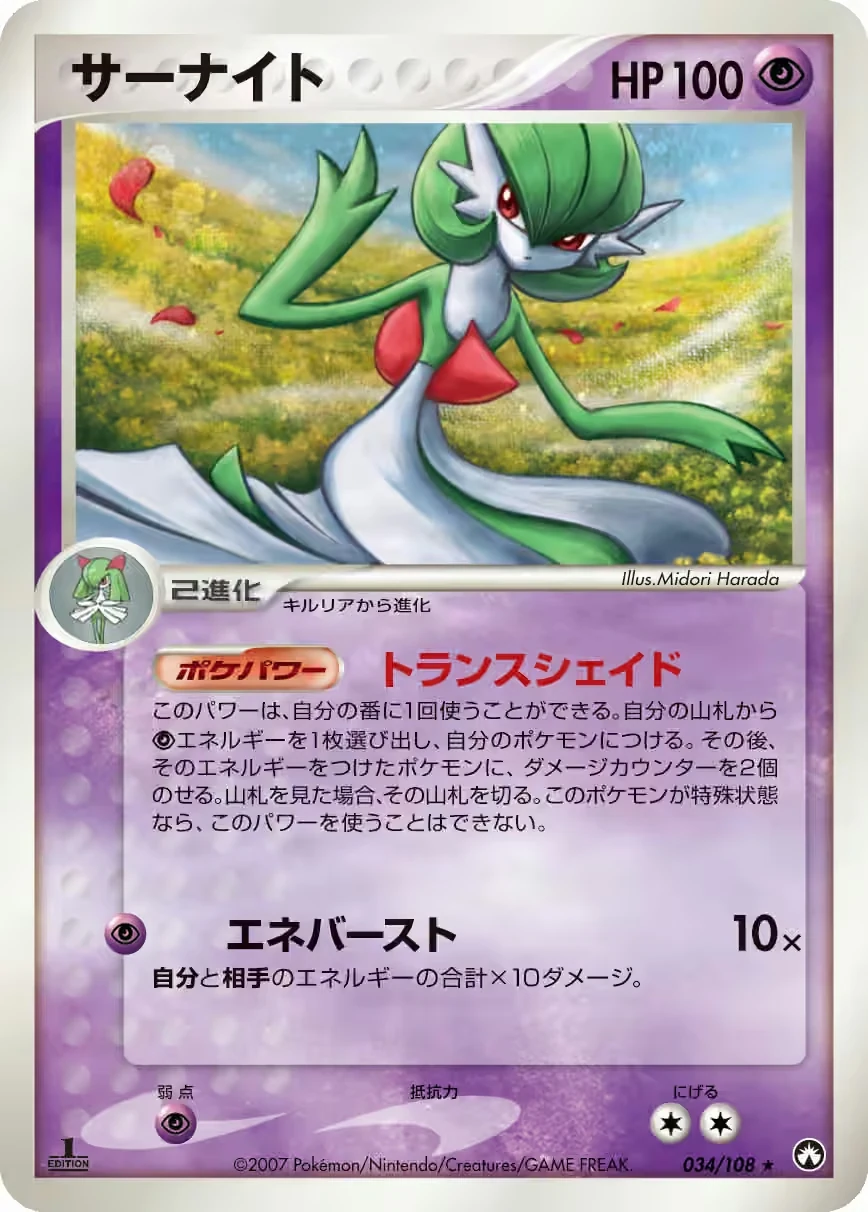 サーナイト HP 100
Illus.Midori Harada
己進化
キルリアから進化
ポケパワー トランスシェイド
このパワーは、自分の番に1回使うことができる。自分の山札から
エネルギーを1枚選び出し、自分のポケモンにつける。その後、
そのエネルギーをつけたポケモンに、ダメージカウンターを2個
のせる。山札を見た場合、その山札を切る。このポケモンが特殊状態
なら、このパワーを使うことはできない。
エネバースト 10×
自分と相手のエネルギーの合計×10ダメージ。
弱点 抵抗力 にげる
1
EDITION
©2007 Pokémon/Nintendo/Creatures/GAME FREAK. 034/108 ★